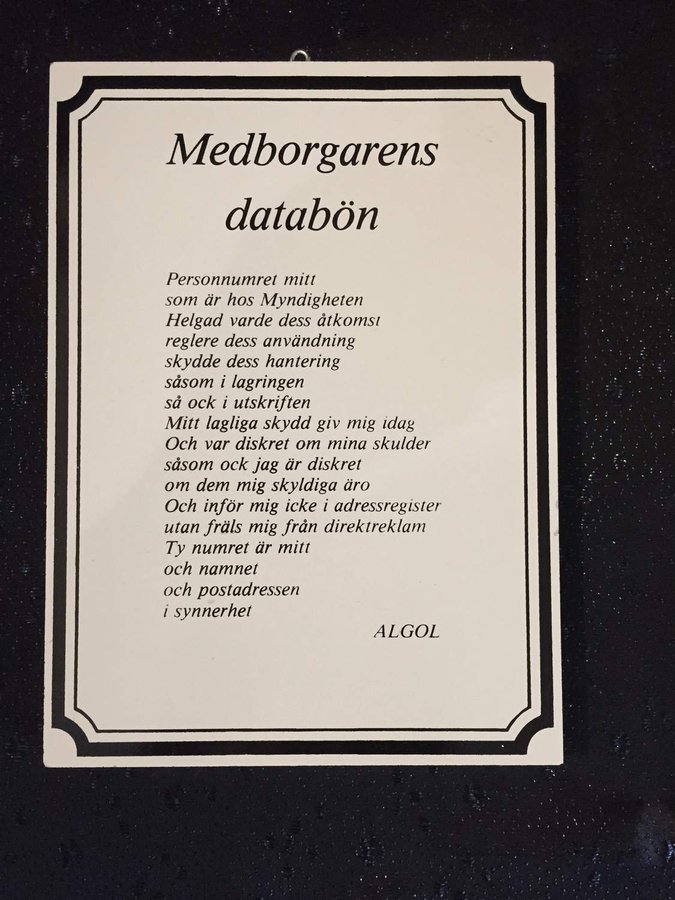 Medborgarens
databön
Personnumret mitt
som är hos Myndigheten
Helgad varde dess åtkomst
reglere dess användning
skydde dess hantering
såsom i lagringen
så ock i utskriften
Mitt lagliga skydd giv mig idag
Och var diskret om mina skulder
såsom ock jag är diskret
om dem mig skyldiga äro
Och inför mig icke i adressregister
utan fräls mig från direktreklam
Ty numret är mitt
och namnet
och postadressen
i synnerhet
ALGOL